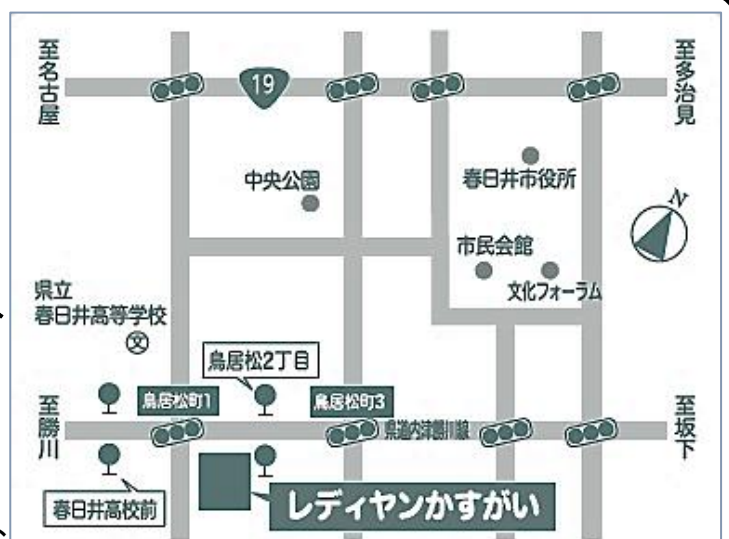 至名古屋
19
至多治見
中央公園
春日井市役所
N
市民会館
文化フォーラム
県立
春日井高等学校
文
鳥居松2丁目
鳥居松町1
鳥居松町3
至勝川
県道内津勝川線
至坂下
春日井高校前
レディヤンかすがい